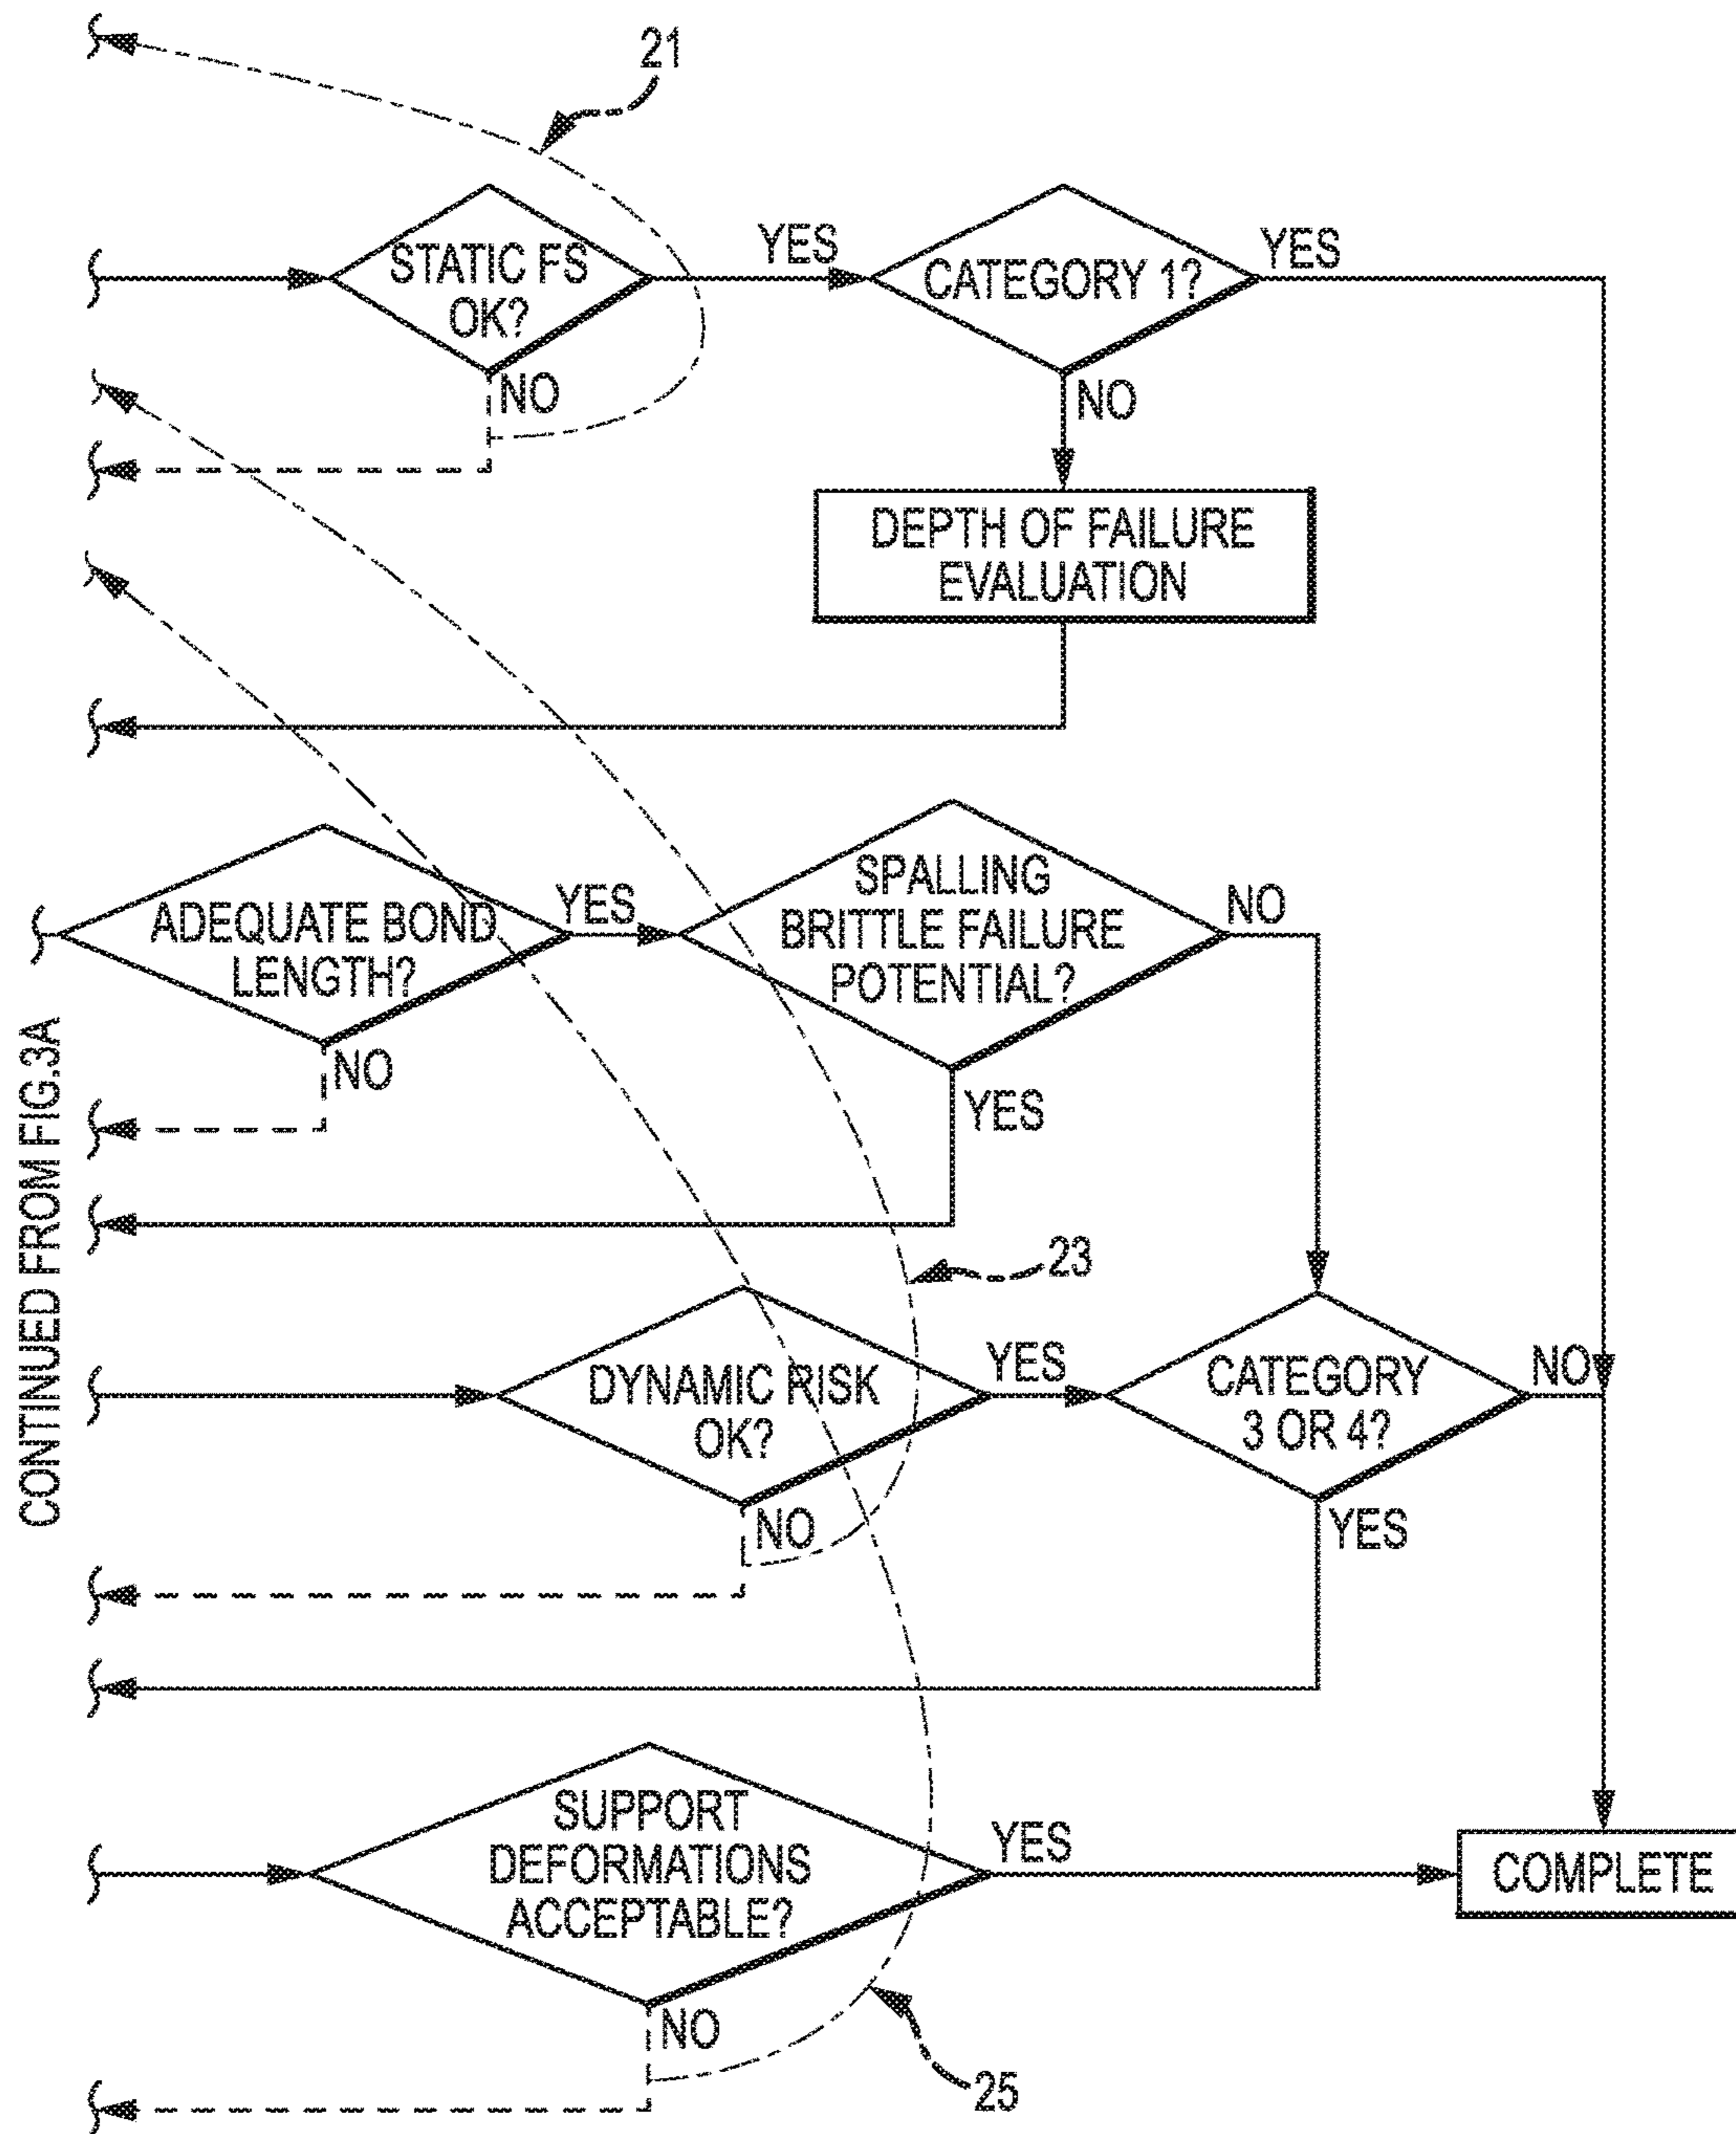 21
STATIC FS
OK?
YES
CATEGORY 1?
YES
NO
NO
DEPTH OF FAILURE
EVALUATION
ADEQUATE BOND
LENGTH?
YES
SPALLING
BRITTLE FAILURE
POTENTIAL?
NO
NO
YES
CONTINUED FROM FIG.3A
23
DYNAMIC RISK
OK?
YES
CATEGORY
3 OR 4?
NO
NO
YES
SUPPORT
DEFORMATIONS
ACCEPTABLE?
YES
COMPLETE
NO
25